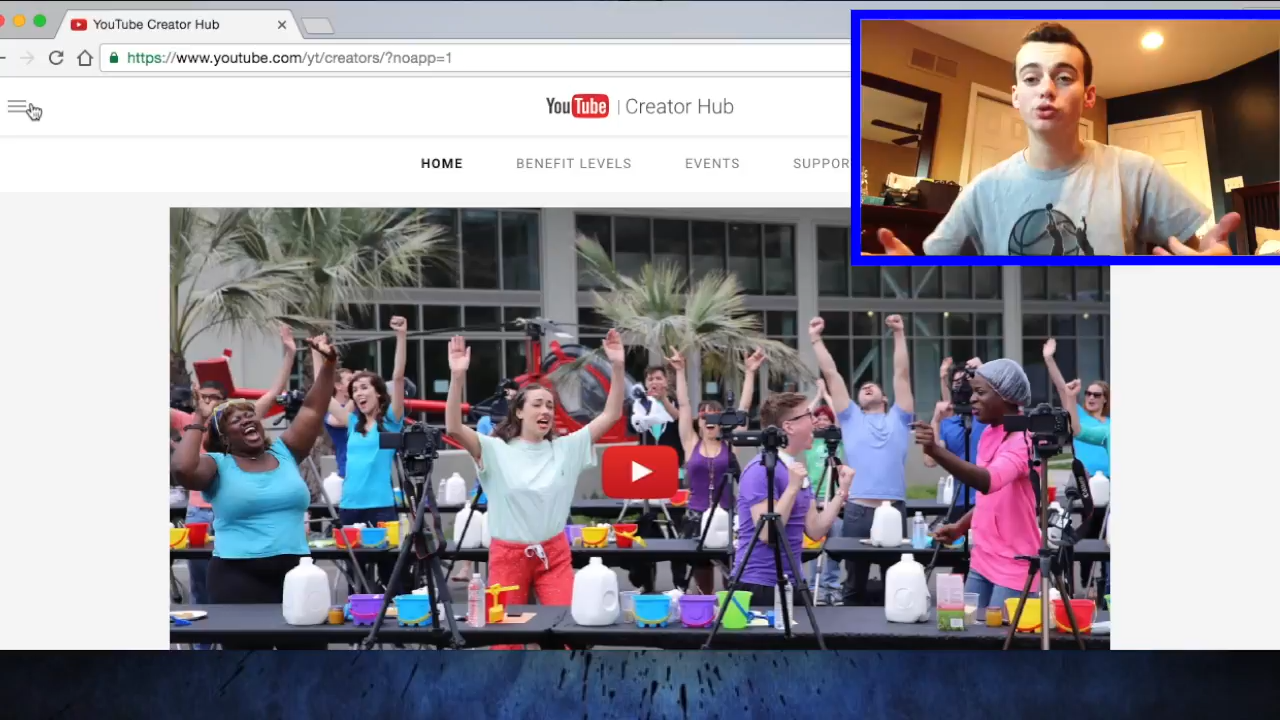 YouTube Creator Hub
https://www.youtube.com/yt/creators/?noapp=1
YouTube | Creator Hub
HOME BENEFIT LEVELS EVENTS SUPPOR